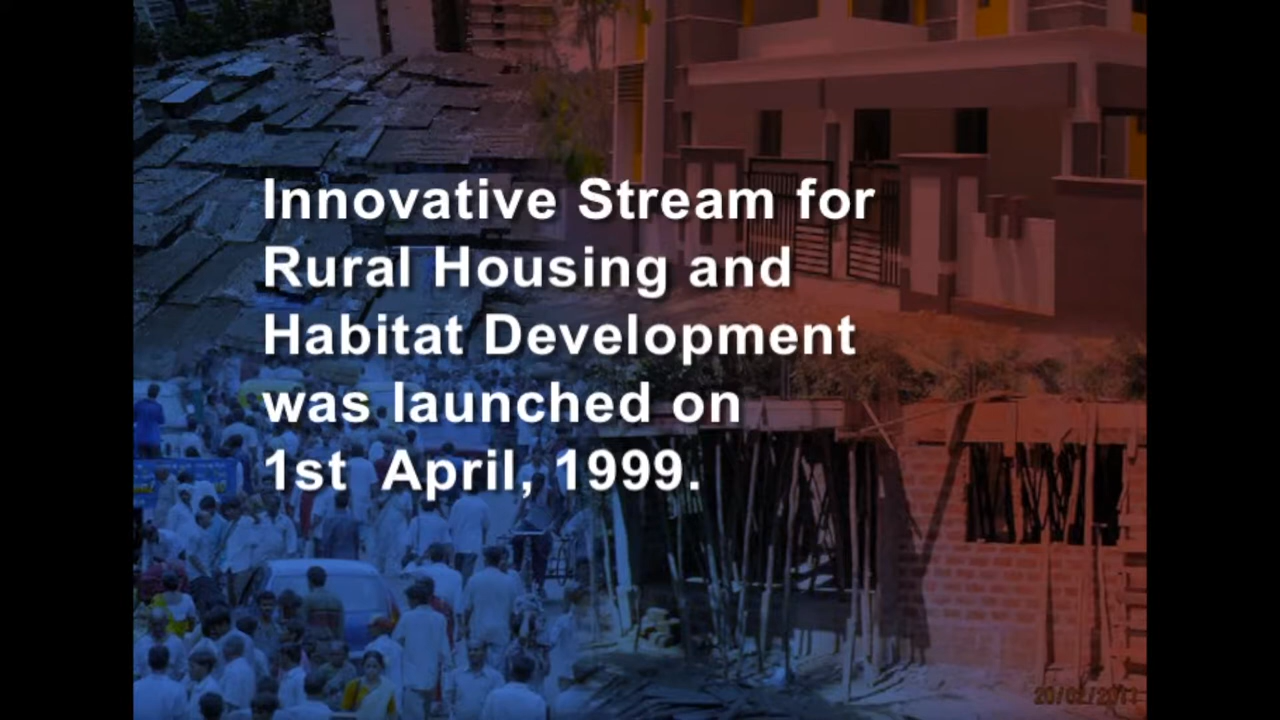 Innovative Stream for
Rural Housing and
Habitat Development
was launched on
1st April, 1999.